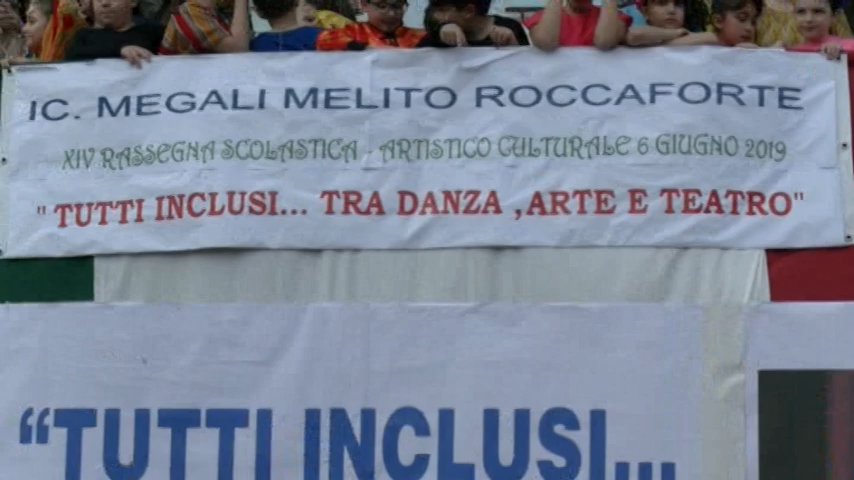 IC. MEGALI MELITO ROCCAFORTE
XIV RASSEGNA SCOLASTICA - ARTISTICO CULTURALE 6 GIUGNO 2019
" TUTTI INCLUSI... TRA DANZA ,ARTE E TEATRO"
“TUTTI INCLUSI...